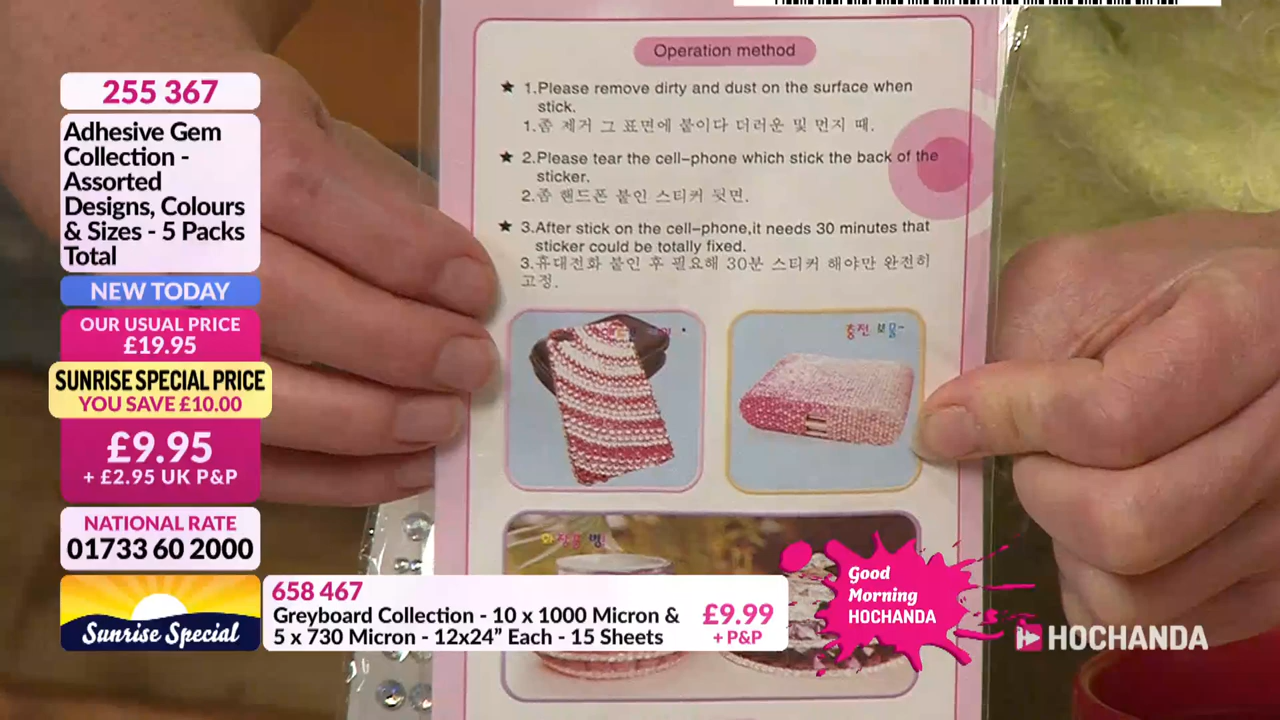 255 367
Adhesive Gem
Collection -
Assorted
Designs, Colours
& Sizes - 5 Packs
Total
NEW TODAY
OUR USUAL PRICE
£19.95
SUNRISE SPECIAL PRICE
YOU SAVE £10.00
£9.95
+ £2.95 UK P&P
NATIONAL RATE
01733 60 2000
Sunrise Special
Operation method
★ 1.Please remove dirty and dust on the surface when
stick.
1.좀 제거 그 표면에 붙이다 더러운 및 먼지 때.
★ 2.Please tear the cell-phone which stick the back of the
sticker.
2.좀 핸드폰 붙인 스티커 뒷면.
★ 3.After stick on the cell-phone,it needs 30 minutes that
sticker could be totally fixed.
3.휴대전화 붙인 후 필요해 30분 스티커 해야만 완전히
고정.
충전 보물~
화장품 병!
658 467
Greyboard Collection - 10 x 1000 Micron &
5 x 730 Micron - 12x24” Each - 15 Sheets
£9.99
+ P&P
Good
Morning
HOCHANDA
HOCHANDA